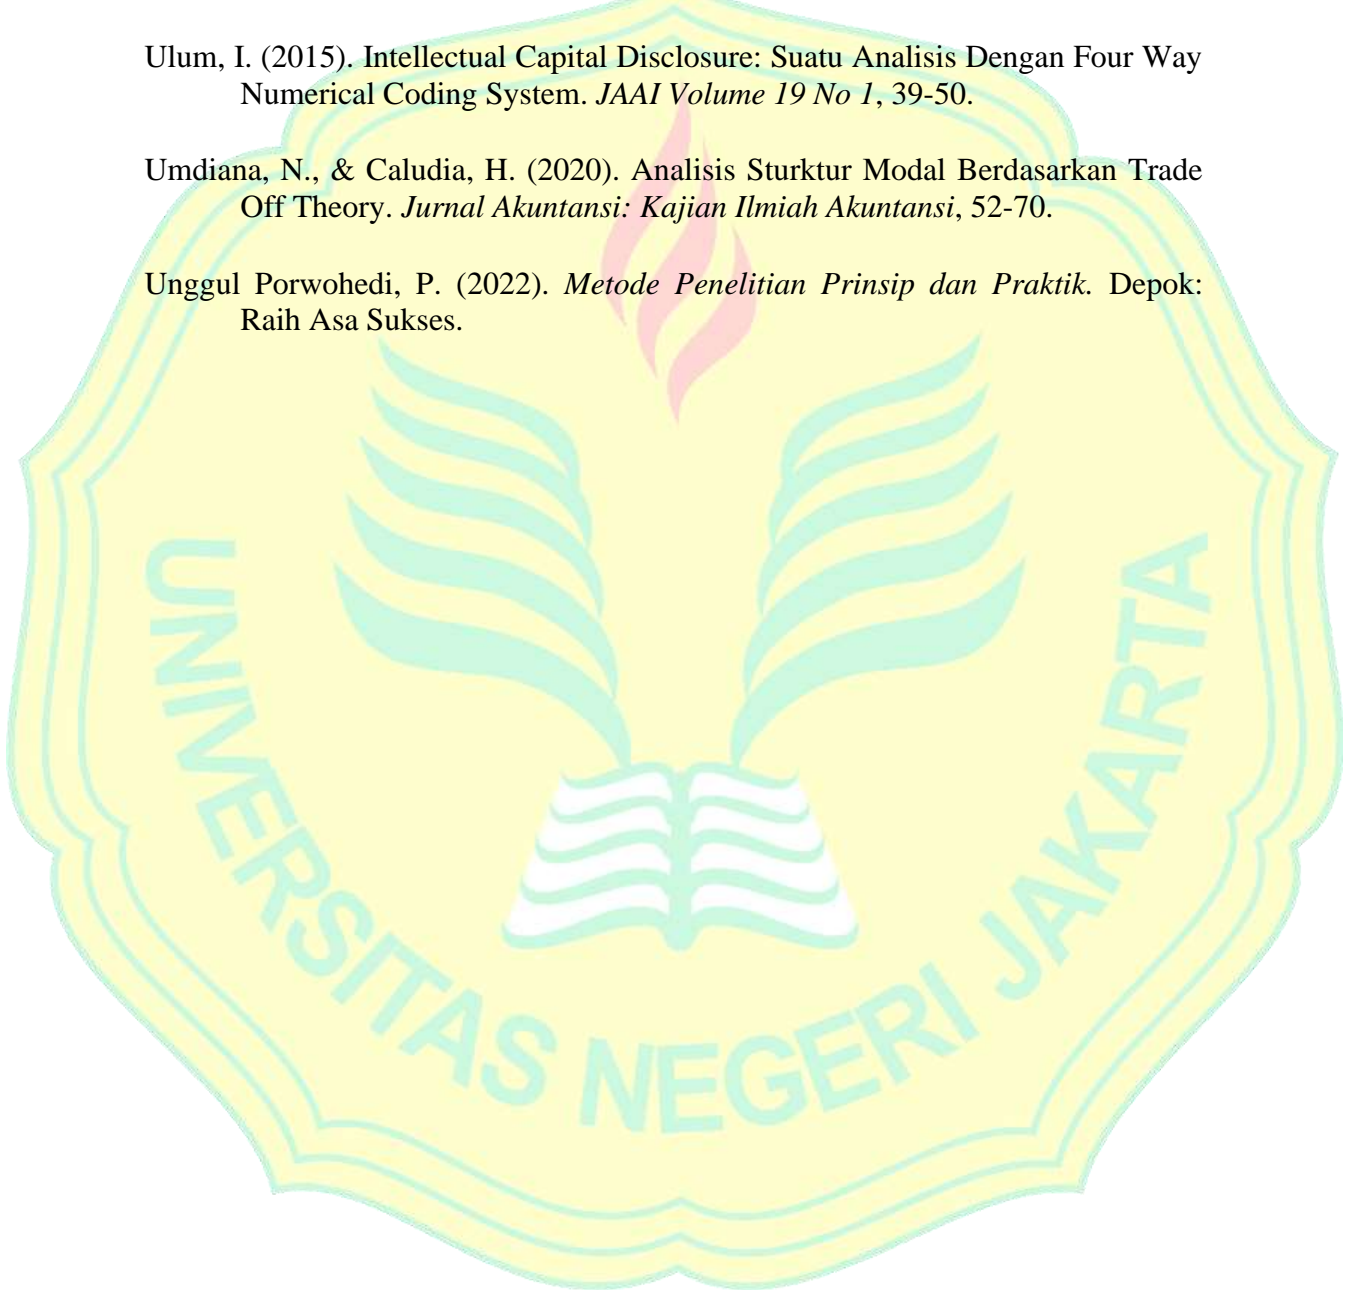 Ulum, I. (2015). Intellectual Capital Disclosure: Suatu Analisis Dengan Four Way
Numerical Coding System. JAAI Volume 19 No 1, 39-50.
Umdiana, N., & Caludia, H. (2020). Analisis Sturktur Modal Berdasarkan Trade
Off Theory. Jurnal Akuntansi: Kajian Ilmiah Akuntansi, 52-70.
Unggul Porwohedi, P. (2022). Metode Penelitian Prinsip dan Praktik. Depok:
Raih Asa Sukses.
UNIVERSITAS NEGERI JAKARTA